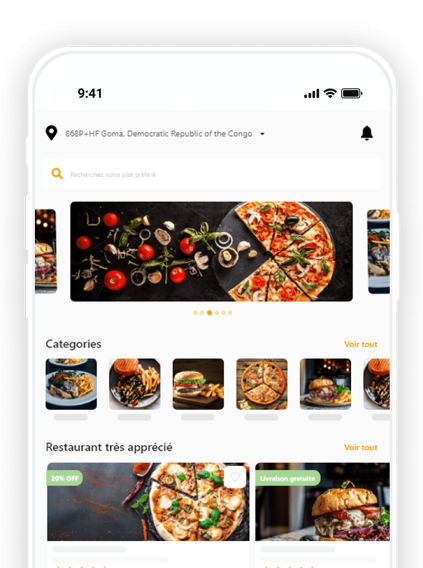 9:41
868P+HF Goma, Democratic Republic of the Congo
Recherchez votre plat préféré
Categories
Voir tout
Restaurant très apprécié
Voir tout
20% OFF
Livraison gratuite